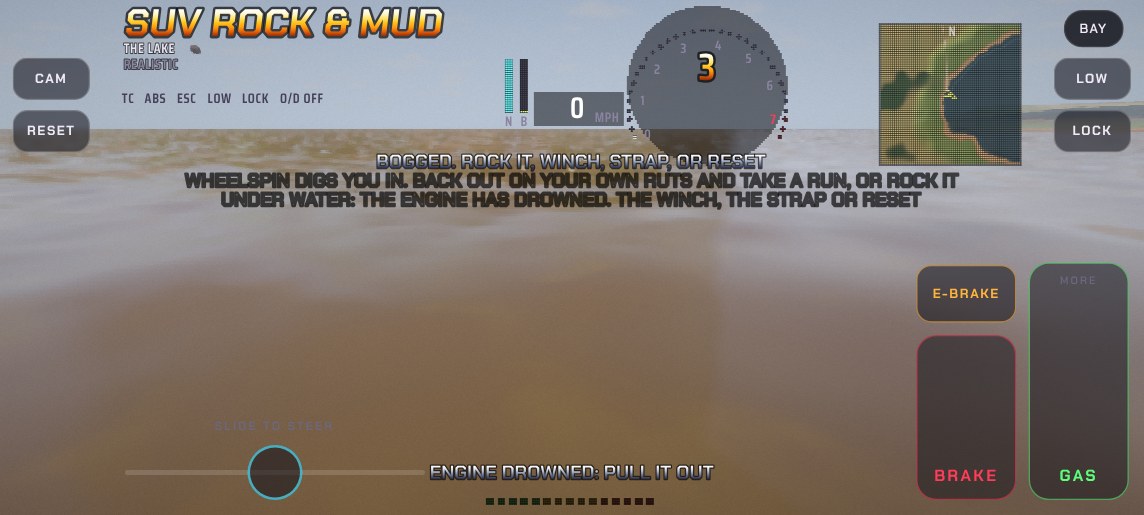 SUV ROCK & MUD
THE LAKE
REALISTIC
TC ABS ESC LOW LOCK O/D OFF
CAM
RESET
N B
0 MPH
0 1 2 3 4 5 6 7
3
N
BAY
LOW
LOCK
BOGGED. ROCK IT, WINCH, STRAP, OR RESET
WHEELSPIN DIGS YOU IN. BACK OUT ON YOUR OWN RUTS AND TAKE A RUN, OR ROCK IT
UNDER WATER: THE ENGINE HAS DROWNED. THE WINCH, THE STRAP OR RESET
E-BRAKE
MORE
BRAKE
GAS
SLIDE TO STEER
ENGINE DROWNED: PULL IT OUT